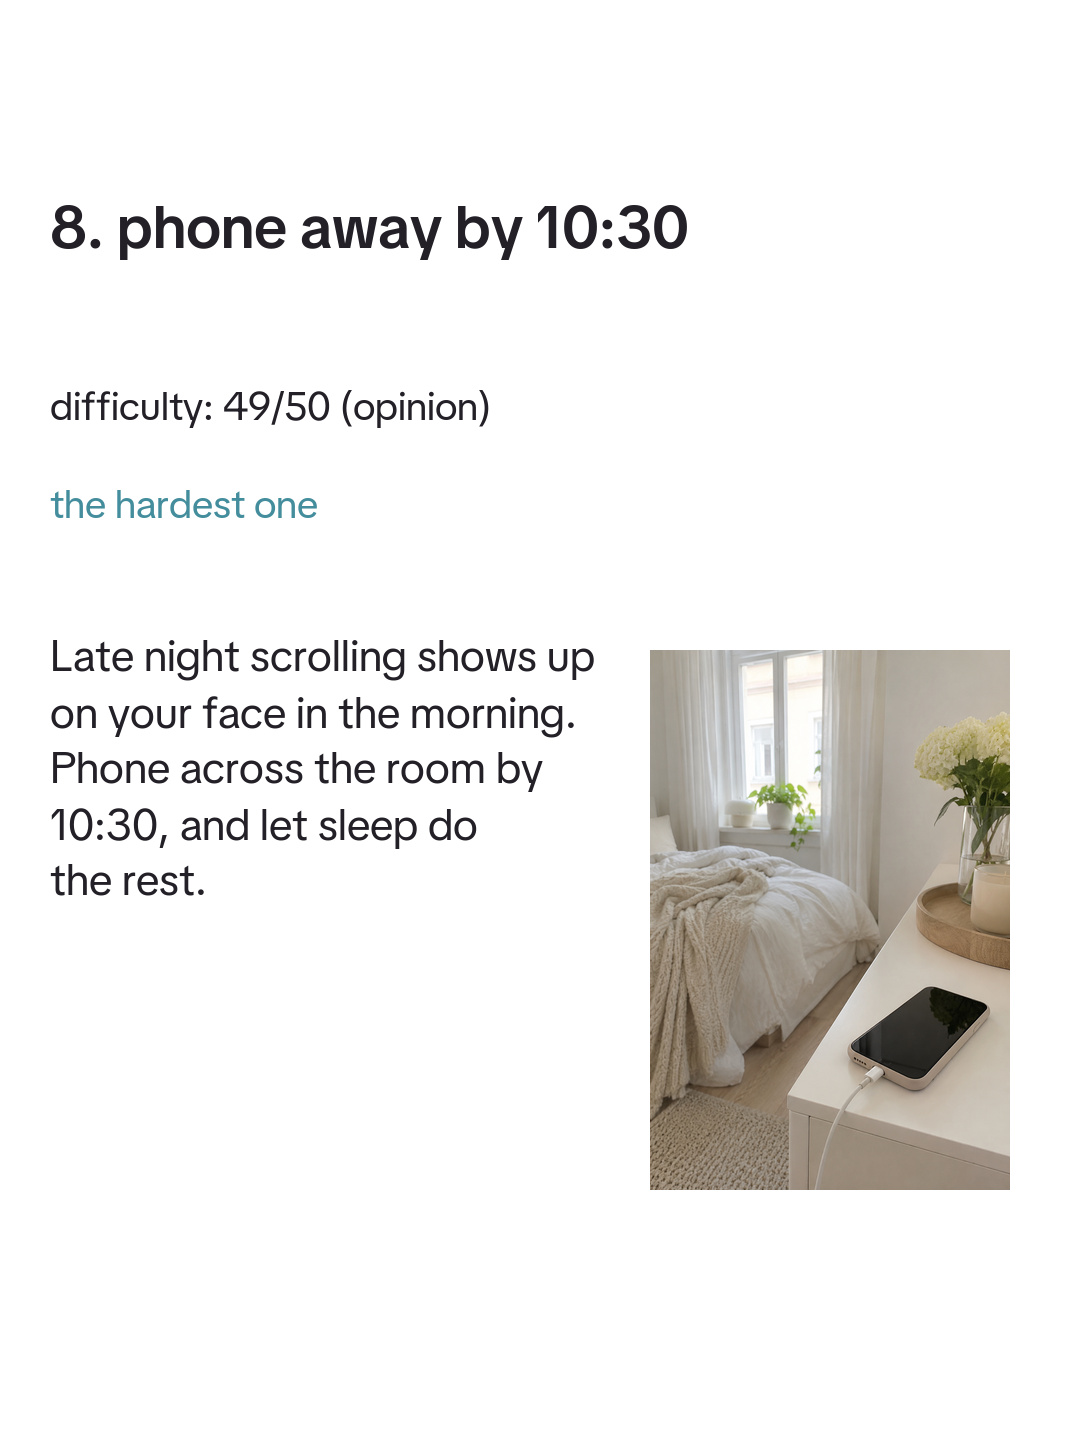 8. phone away by 10:30
difficulty: 49/50 (opinion)
the hardest one
Late night scrolling shows up
on your face in the morning.
Phone across the room by
10:30, and let sleep do
the rest.